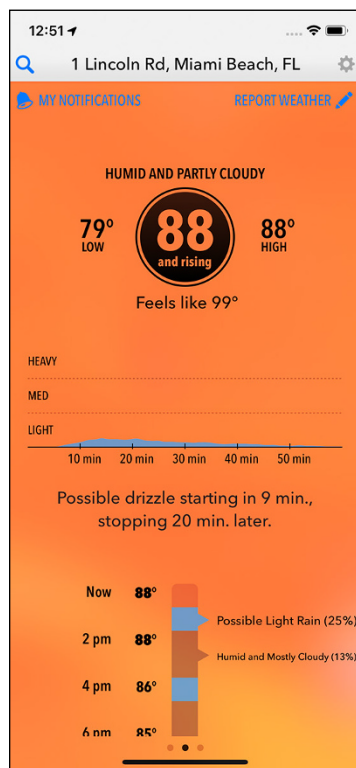 12:51
1 Lincoln Rd, Miami Beach, FL
MY NOTIFICATIONS
REPORT WEATHER
HUMID AND PARTLY CLOUDY
79°
LOW
88
and rising
88°
HIGH
Feels like 99°
HEAVY
MED
LIGHT
10 min 20 min 30 min 40 min 50 min
Possible drizzle starting in 9 min.,
stopping 20 min. later.
Now 88°
Possible Light Rain (25%)
2 pm 88°
Humid and Mostly Cloudy (13%)
4 pm 86°
6 pm 85°